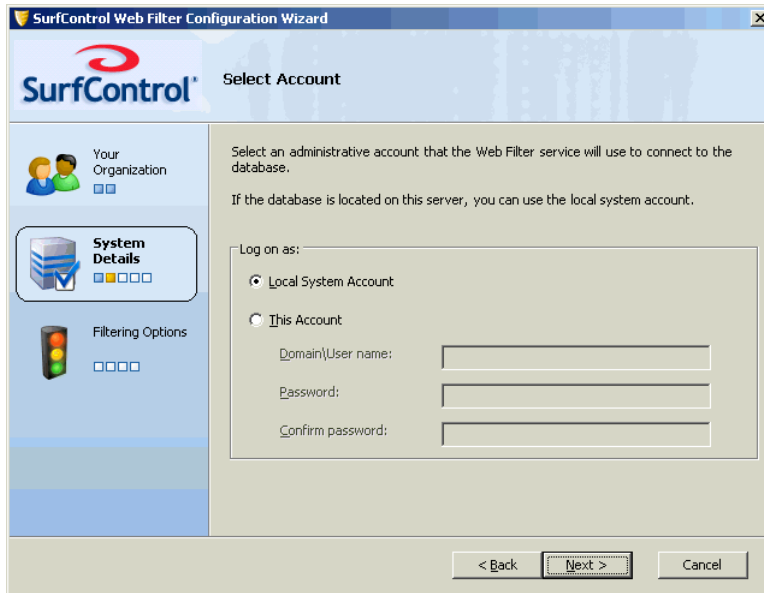 SurfControl Web Filter Configuration Wizard
SurfControl
Select Account
Your
Organization
System
Details
Filtering Options
Select an administrative account that the Web Filter service will use to connect to the
database.
If the database is located on this server, you can use the local system account.
Log on as:
Local System Account
This Account
Domain\User name:
Password:
Confirm password:
< Back
Next >
Cancel